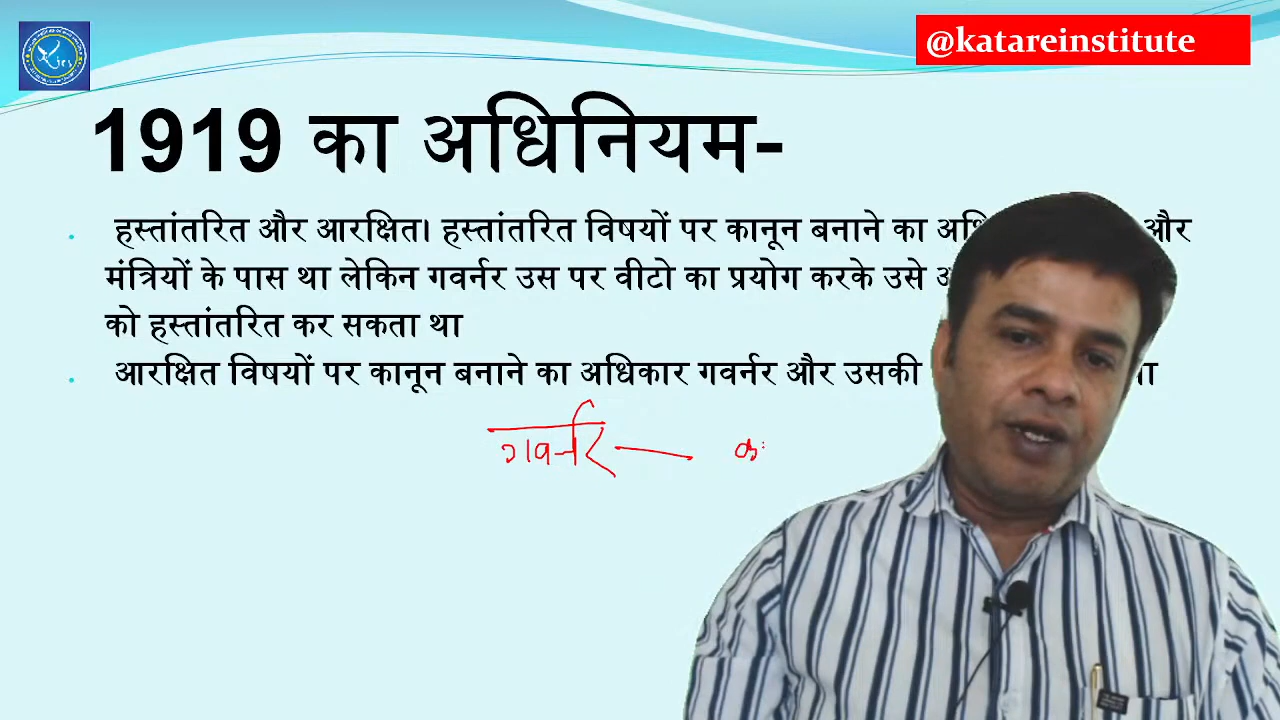 @katareinstitute
1919 का अधिनियम-
हस्तांतरित और आरक्षित। हस्तांतरित विषयों पर कानून बनाने का और
मंत्रियों के पास था लेकिन गवर्नर उस पर वीटो का प्रयोग करके उसे
को हस्तांतरित कर सकता था
आरक्षित विषयों पर कानून बनाने का अधिकार गवर्नर और उसकी
गवर्नर —